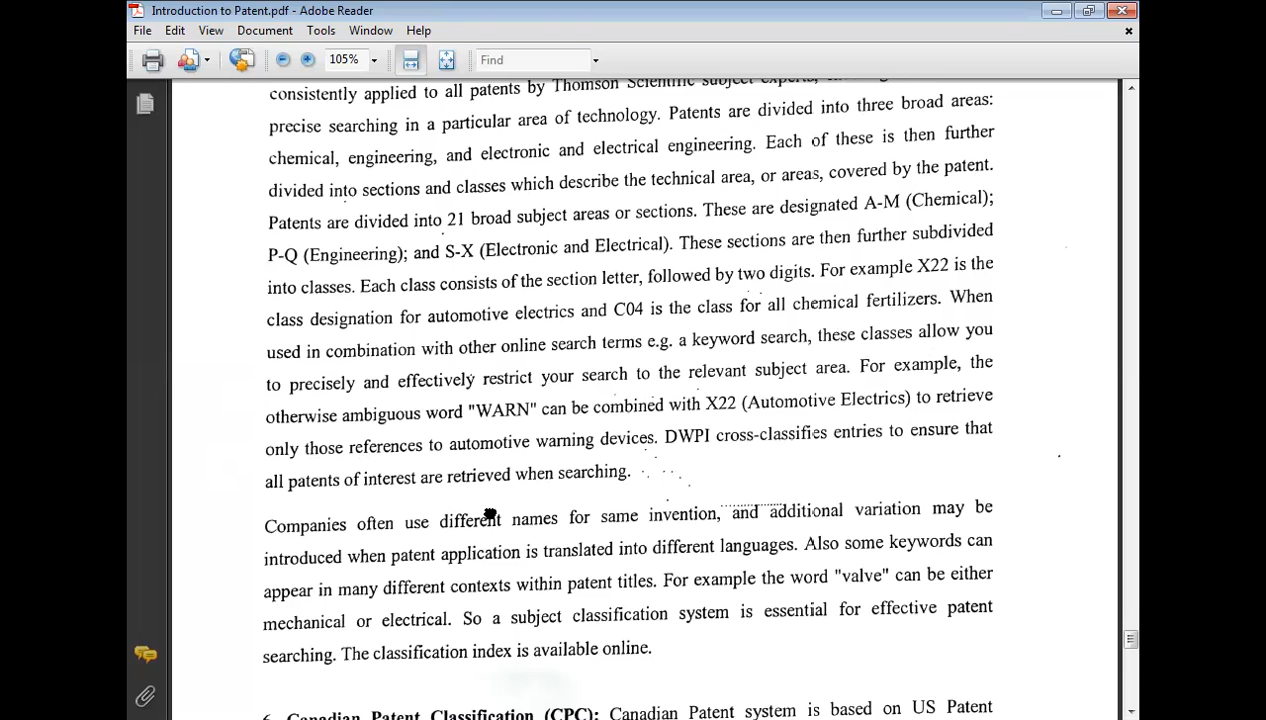 Introduction to Patent.pdf - Adobe Reader
File Edit View Document Tools Window Help
105% Find
consistently applied to all patents by Thomson Scientific subject experts,
precise searching in a particular area of technology. Patents are divided into three broad areas:
chemical, engineering, and electronic and electrical engineering. Each of these is then further
divided into sections and classes which describe the technical area, or areas, covered by the patent.
Patents are divided into 21 broad subject areas or sections. These are designated A-M (Chemical);
P-Q (Engineering); and S-X (Electronic and Electrical). These sections are then further subdivided
into classes. Each class consists of the section letter, followed by two digits. For example X22 is the
class designation for automotive electrics and C04 is the class for all chemical fertilizers. When
used in combination with other online search terms e.g. a keyword search, these classes allow you
to precisely and effectively restrict your search to the relevant subject area. For example, the
otherwise ambiguous word "WARN" can be combined with X22 (Automotive Electrics) to retrieve
only those references to automotive warning devices. DWPI cross-classifies entries to ensure that
all patents of interest are retrieved when searching.
Companies often use different names for same invention, and additional variation may be
introduced when patent application is translated into different languages. Also some keywords can
appear in many different contexts within patent titles. For example the word "valve" can be either
mechanical or electrical. So a subject classification system is essential for effective patent
searching. The classification index is available online.
6. Canadian Patent Classification (CPC): Canadian Patent system is based on US Patent